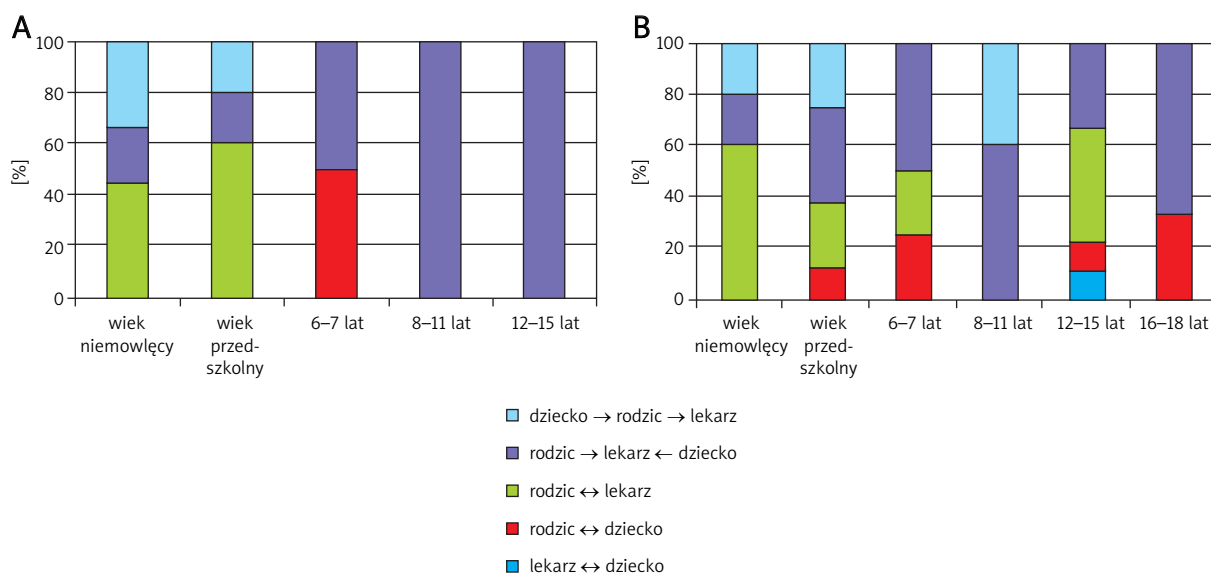 A
100
80
60
40
20
0
[%]
wiek
niemowlęcy
wiek
przed-
szkolny
6–7 lat
8–11 lat
12–15 lat
B
100
80
60
40
20
0
[%]
wiek
niemowlęcy
wiek
przed-
szkolny
6–7 lat
8–11 lat
12–15 lat
16–18 lat
dziecko → rodzic → lekarz
rodzic → lekarz ← dziecko
rodzic ↔ lekarz
rodzic ↔ dziecko
lekarz ↔ dziecko